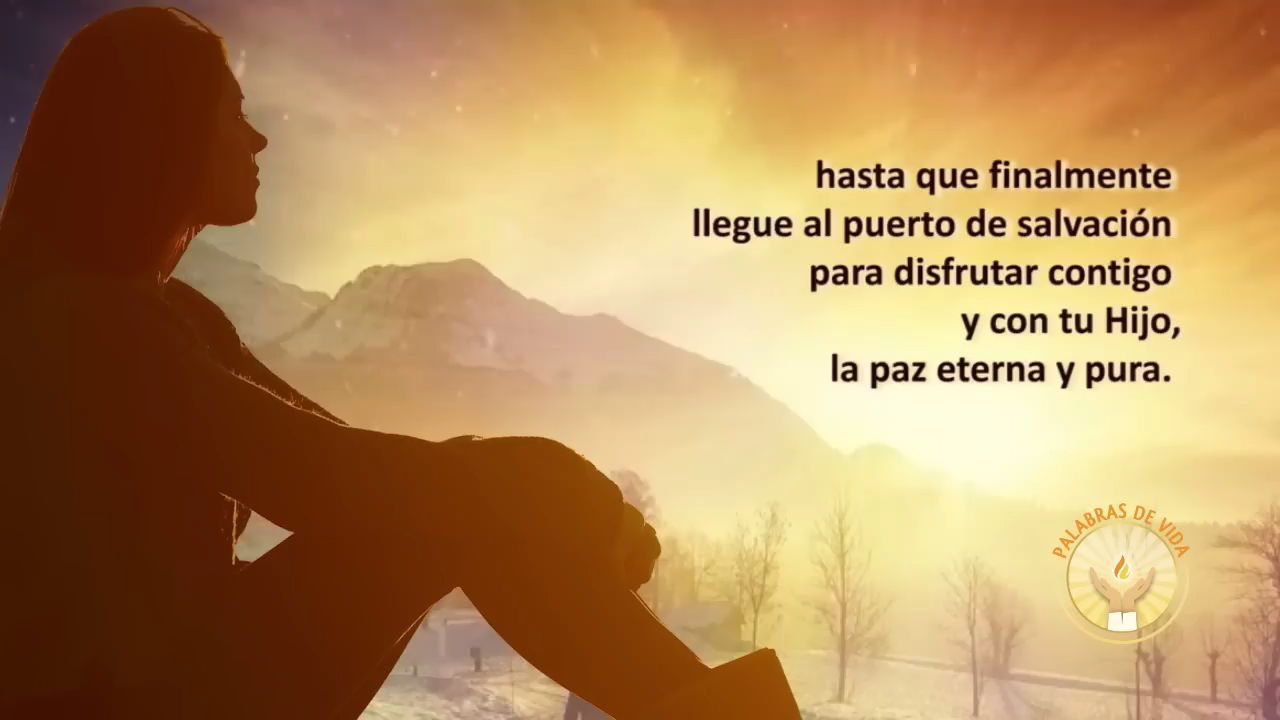 hasta que finalmente
llegue al puerto de salvación
para disfrutar contigo
y con tu Hijo,
la paz eterna y pura.
PALABRAS DE VIDA